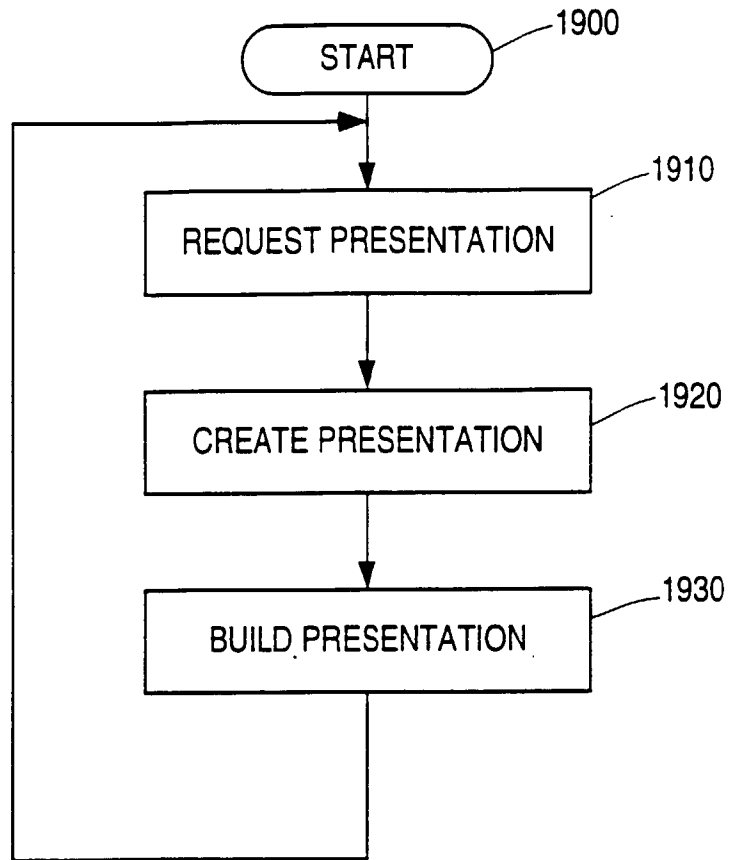 START
1900
REQUEST PRESENTATION
1910
CREATE PRESENTATION
1920
BUILD PRESENTATION
1930